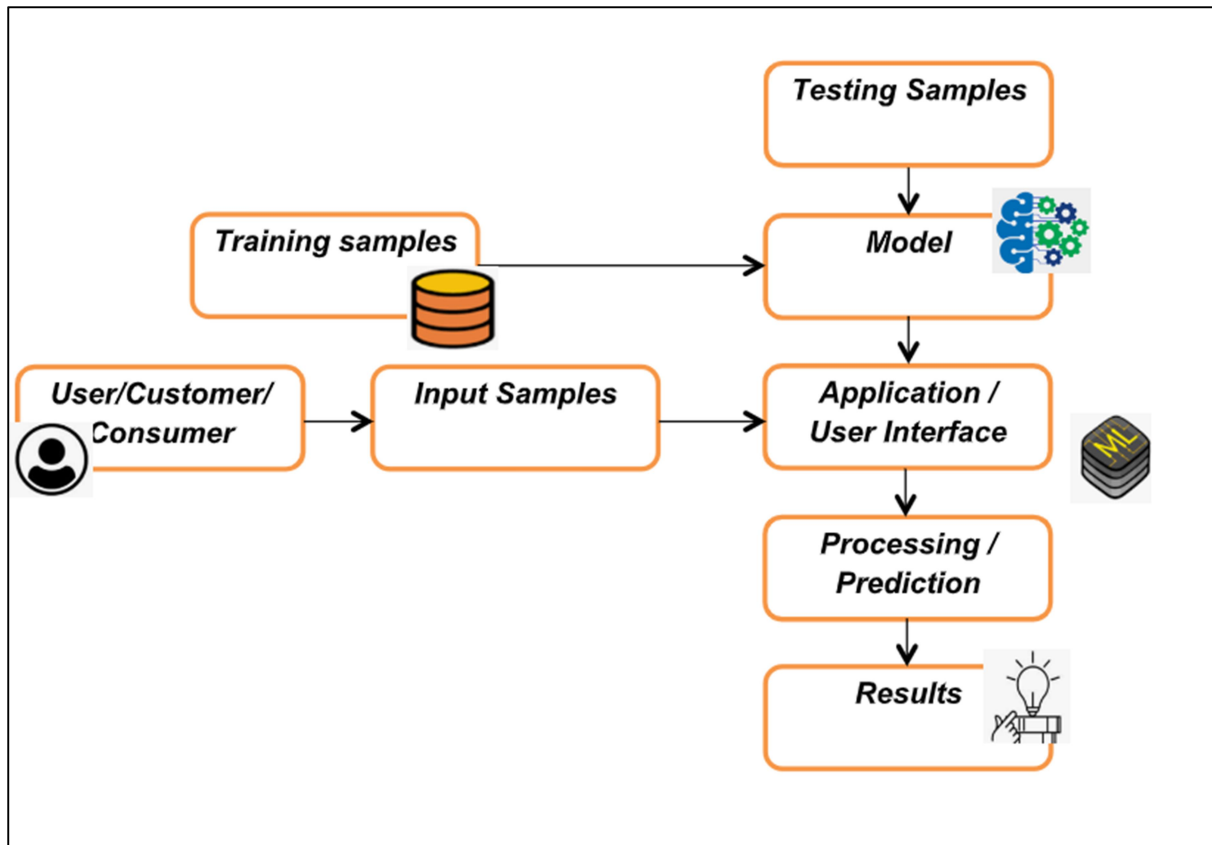 Testing Samples
Training samples
Model
User/Customer/
Consumer
Input Samples
Application /
User Interface
ML
Processing /
Prediction
Results